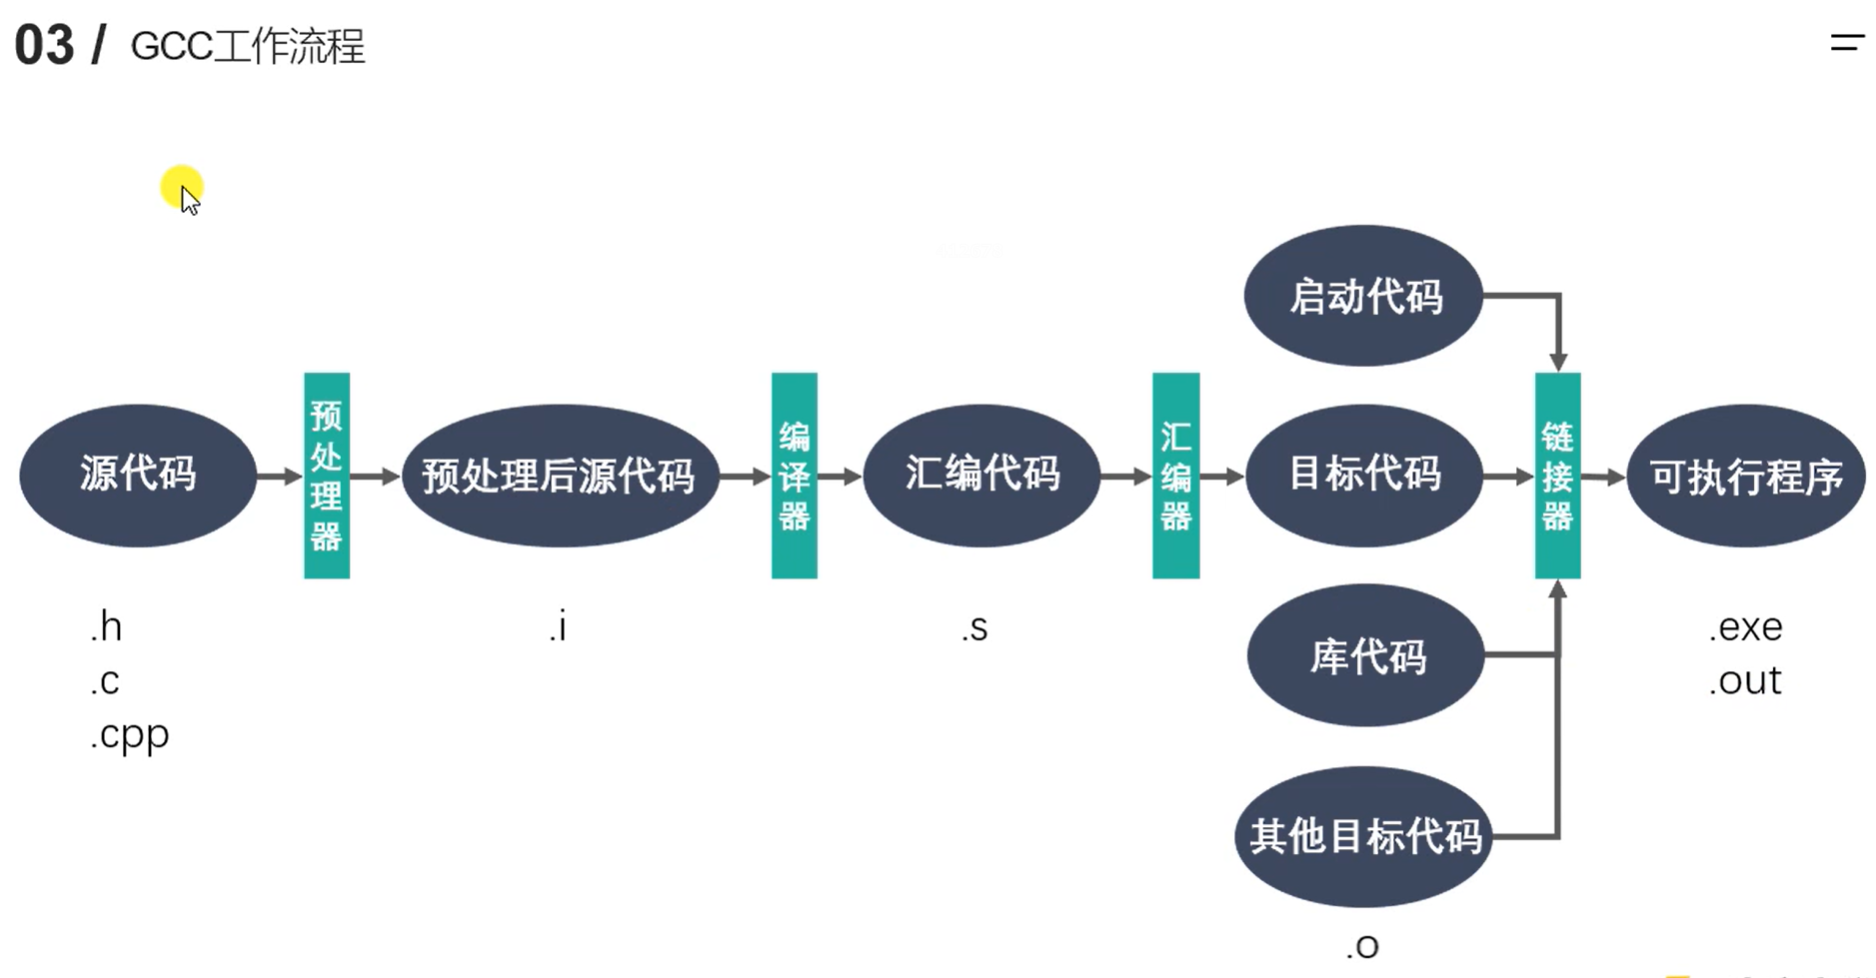 03 / GCC工作流程
启动代码
源代码
预处理器
预处理后源代码
编译器
汇编代码
汇编器
目标代码
链接器
可执行程序
.h
.c
.cpp
.i
.s
库代码
.exe
.out
其他目标代码
.o